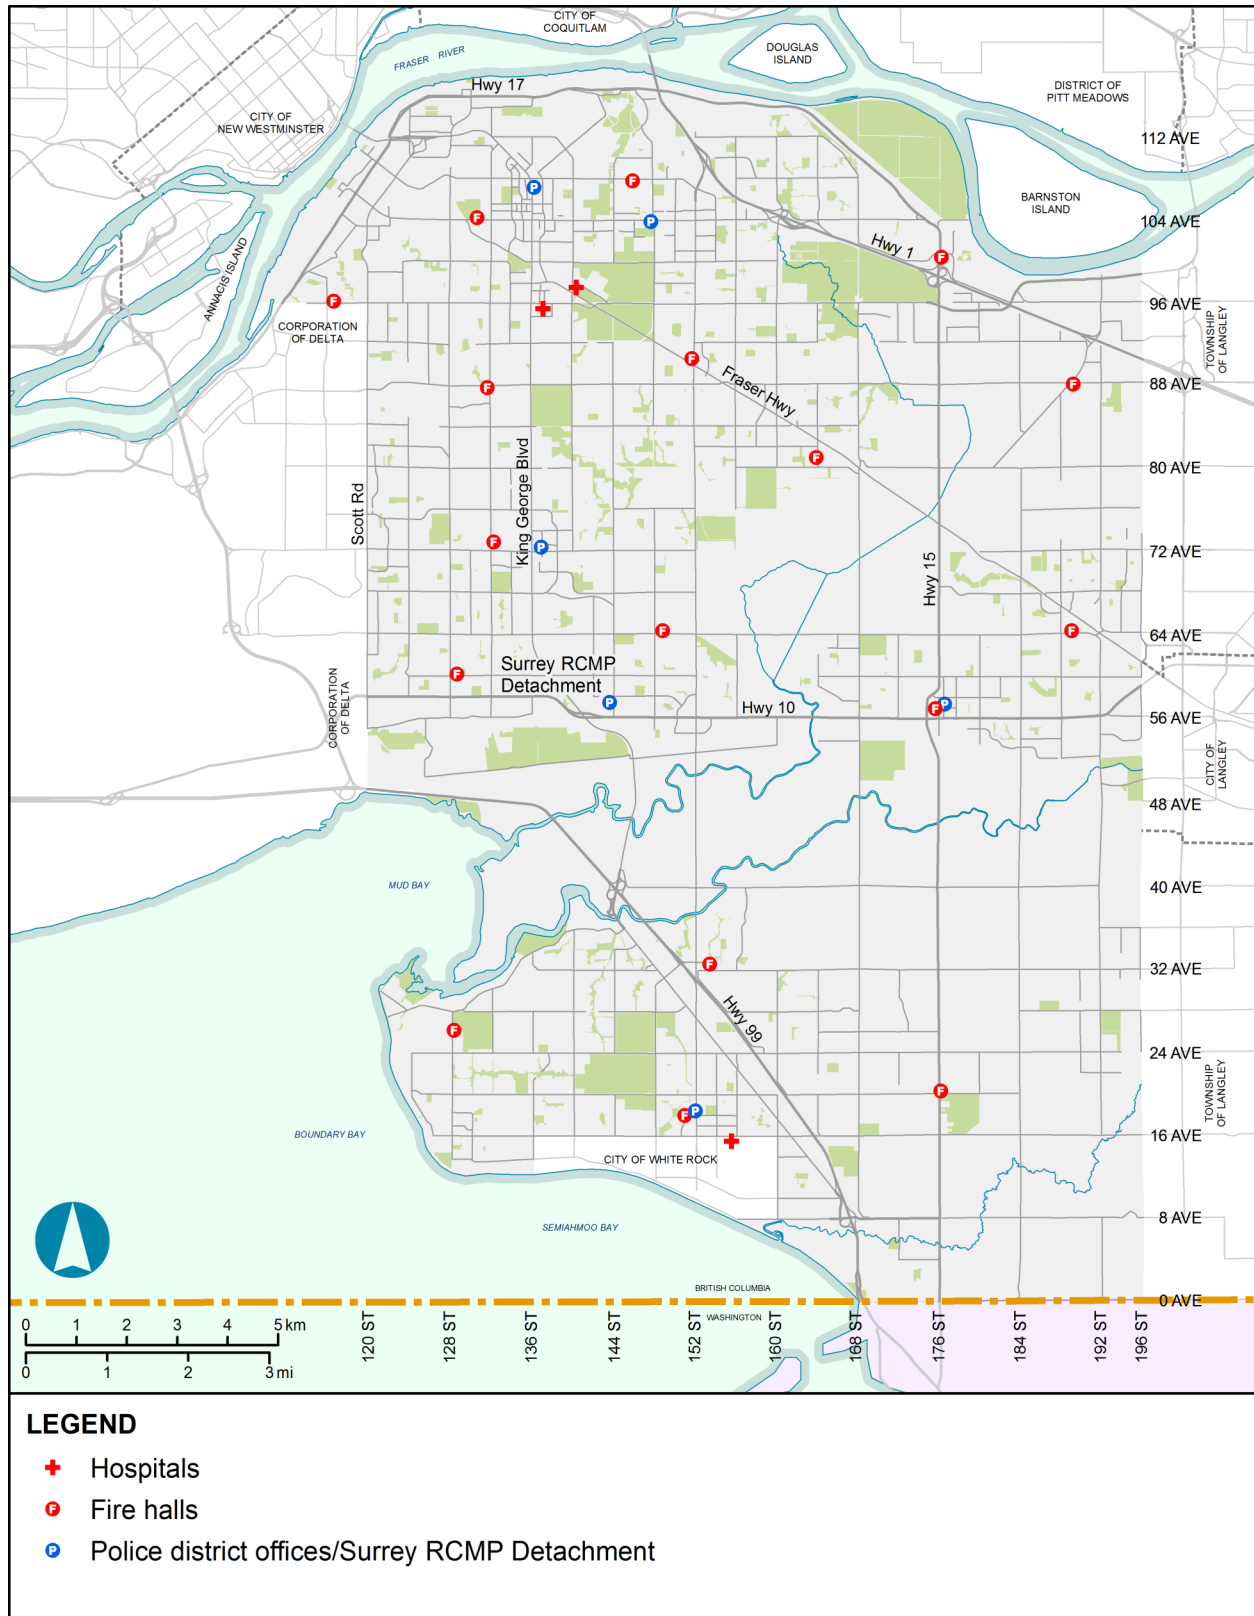 CITY OF
COQUITLAM
FRASER RIVER
DOUGLAS
ISLAND
Hwy 17
DISTRICT OF
PITT MEADOWS
CITY OF
NEW WESTMINSTER
112 AVE
P
F
BARNSTON
ISLAND
F
P
104 AVE
Hwy 1
F
ANNACIS ISLAND
F
96 AVE
CORPORATION
OF DELTA
TOWNSHIP
OF LANGLEY
F
Fraser Hwy
F
F
88 AVE
King George Blvd
F
80 AVE
Scott Rd
F
P
72 AVE
Hwy 15
F
F
64 AVE
Surrey RCMP
Detachment
F
P
Hwy 10
F
P
56 AVE
CORPORATION
OF DELTA
CITY OF
LANGLEY
48 AVE
MUD BAY
40 AVE
F
32 AVE
Hwy 99
F
24 AVE
F
TOWNSHIP
OF LANGLEY
F
P
BOUNDARY BAY
16 AVE
CITY OF WHITE ROCK
8 AVE
SEMIAHMOO BAY
BRITISH COLUMBIA
0 AVE
WASHINGTON
0 1 2 3 4 5 km
0 1 2 3 mi
120 ST
128 ST
136 ST
144 ST
152 ST
160 ST
168 ST
176 ST
184 ST
192 ST
196 ST
LEGEND
Hospitals
F Fire halls
P Police district offices/Surrey RCMP Detachment